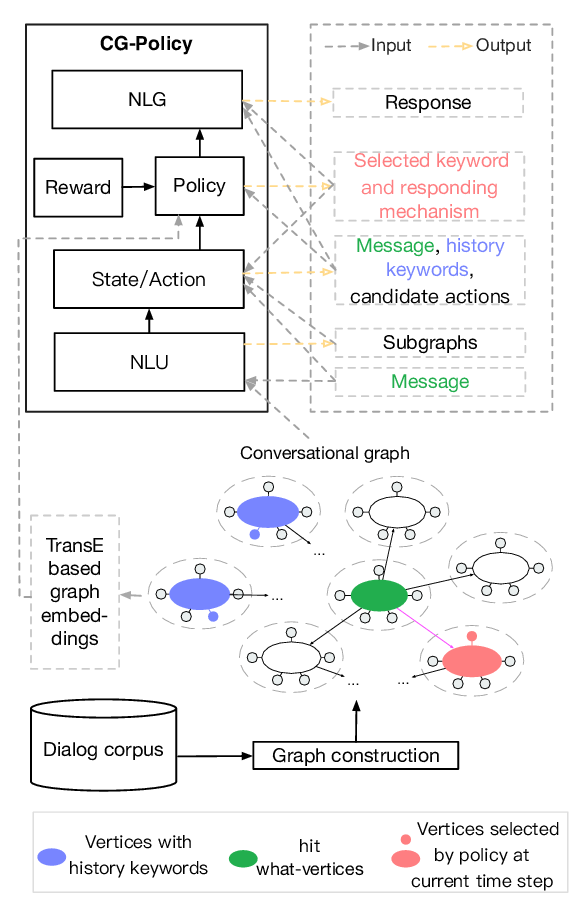 CG-Policy
Input
Output
NLG
Response
Reward
Policy
Selected keyword
and responding
mechanism
State/Action
Message, history
keywords,
candidate actions
NLU
Subgraphs
Message
Conversational graph
TransE
based
graph
embed-
dings
...
...
...
...
Dialog corpus
Graph construction
Vertices with
history keywords
hit
what-vertices
Vertices selected
by policy at
current time step